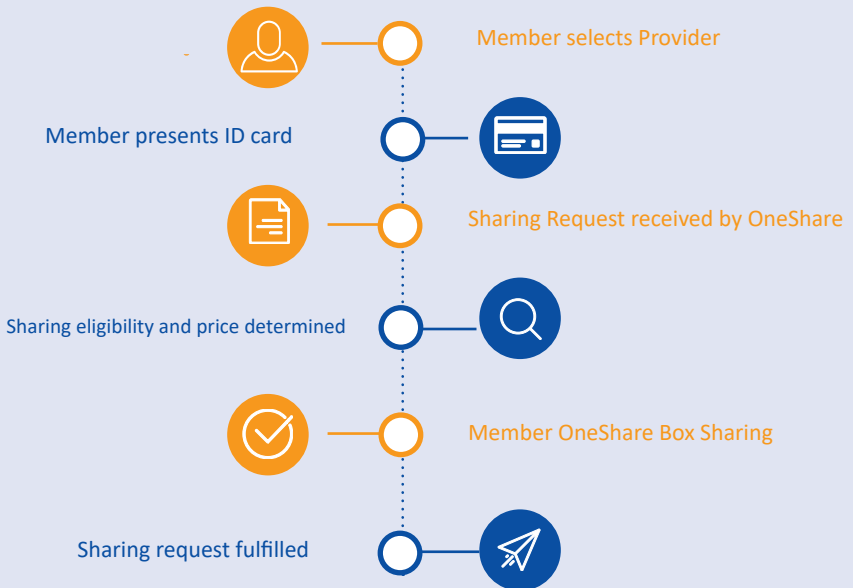 Member selects Provider
Member presents ID card
Sharing Request received by OneShare
Sharing eligibility and price determined
Member OneShare Box Sharing
Sharing request fulfilled